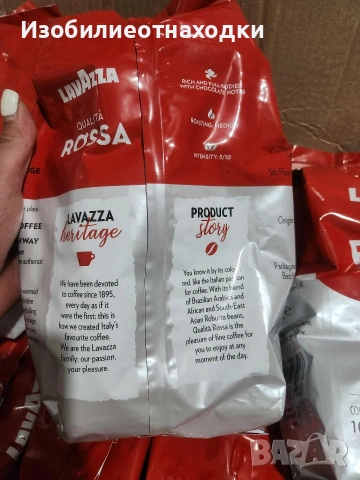 Изобилиеотнаходки
LAVAZZA
QUALITÀ
ROSSA
RICH AND FULL-BODIED
WITH CHOCOLATE NOTES
ROASTING: MEDIUM
INTENSITY: 5/10
LAVAZZA
heritage
We have been devoted
to coffee since 1895,
every day as if it
were the first: this is
how we created Italy's
favourite coffee.
We are the Lavazza
Family: our passion,
your pleasure.
PRODUCT
story
You know it by its colour
red, like the Italian passion
for coffee. With its blend
of Brazilian Arabica and
African and South-East
Asian Robusta beans,
Qualità Rossa is the
pleasure of fine coffee
for you to enjoy at any
moment of the day.
Origin
LAVAZZA
BAZAR